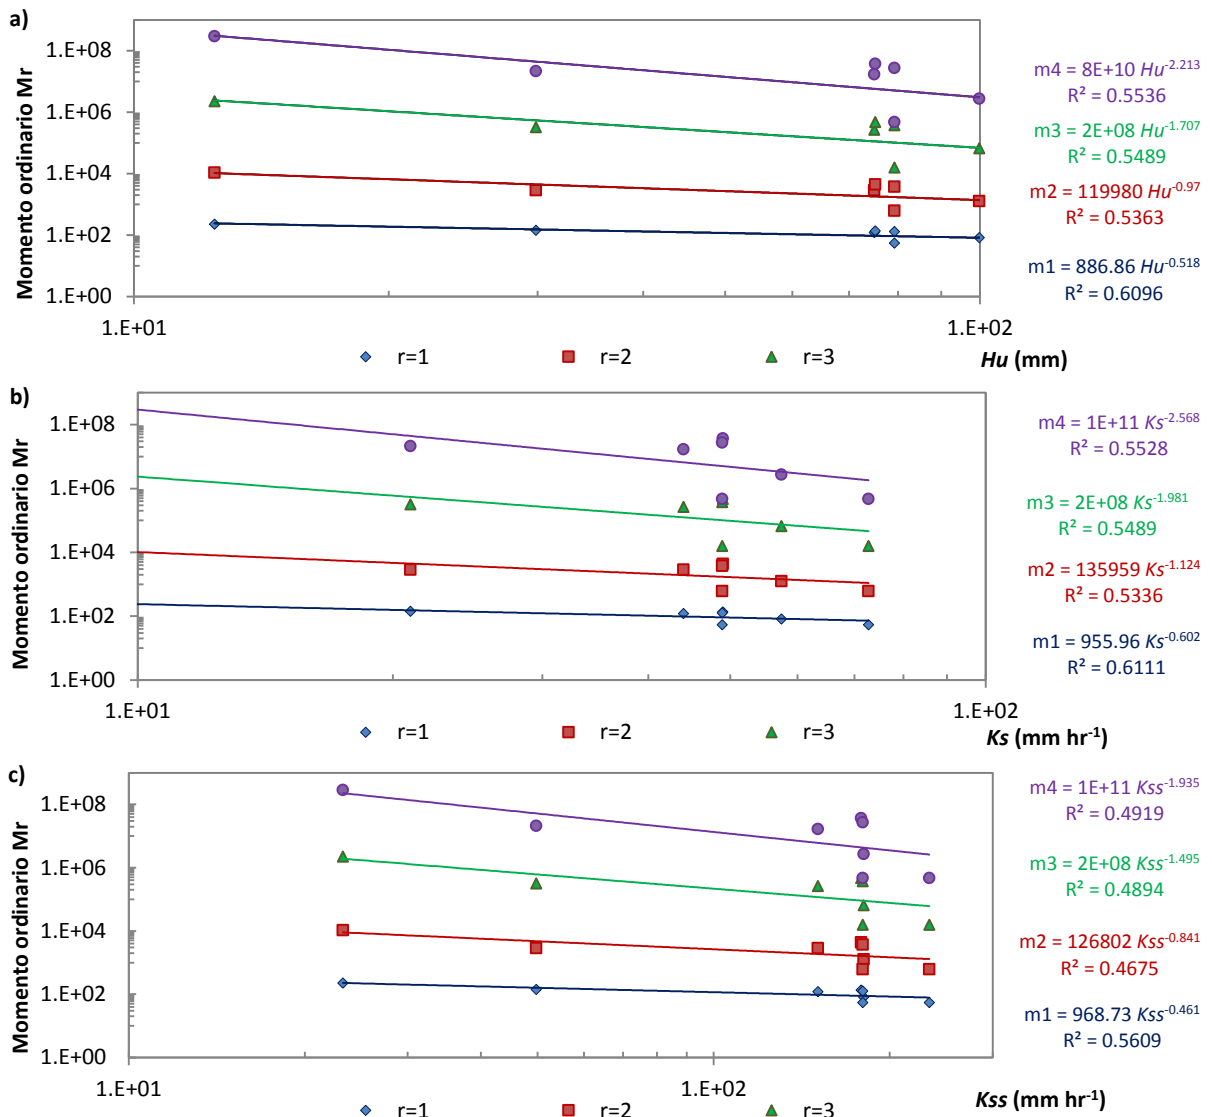 a)
Momento ordinario Mr
1.E+08
1.E+06
1.E+04
1.E+02
1.E+00
1.E+01
1.E+02
m4 = 8E+10 Hu^-2.213
R² = 0.5536
m3 = 2E+08 Hu^-1.707
R² = 0.5489
m2 = 119980 Hu^-0.97
R² = 0.5363
m1 = 886.86 Hu^-0.518
R² = 0.6096
r=1
r=2
r=3
Hu (mm)
b)
Momento ordinario Mr
1.E+08
1.E+06
1.E+04
1.E+02
1.E+00
1.E+01
1.E+02
m4 = 1E+11 Ks^-2.568
R² = 0.5528
m3 = 2E+08 Ks^-1.981
R² = 0.5489
m2 = 135959 Ks^-1.124
R² = 0.5336
m1 = 955.96 Ks^-0.602
R² = 0.6111
r=1
r=2
r=3
Ks (mm hr^-1)
c)
Momento ordinario Mr
1.E+08
1.E+06
1.E+04
1.E+02
1.E+00
1.E+01
1.E+02
m4 = 1E+11 Kss^-1.935
R² = 0.4919
m3 = 2E+08 Kss^-1.495
R² = 0.4894
m2 = 126802 Kss^-0.841
R² = 0.4675
m1 = 968.73 Kss^-0.461
R² = 0.5609
r=1
r=2
r=3
Kss (mm hr^-1)